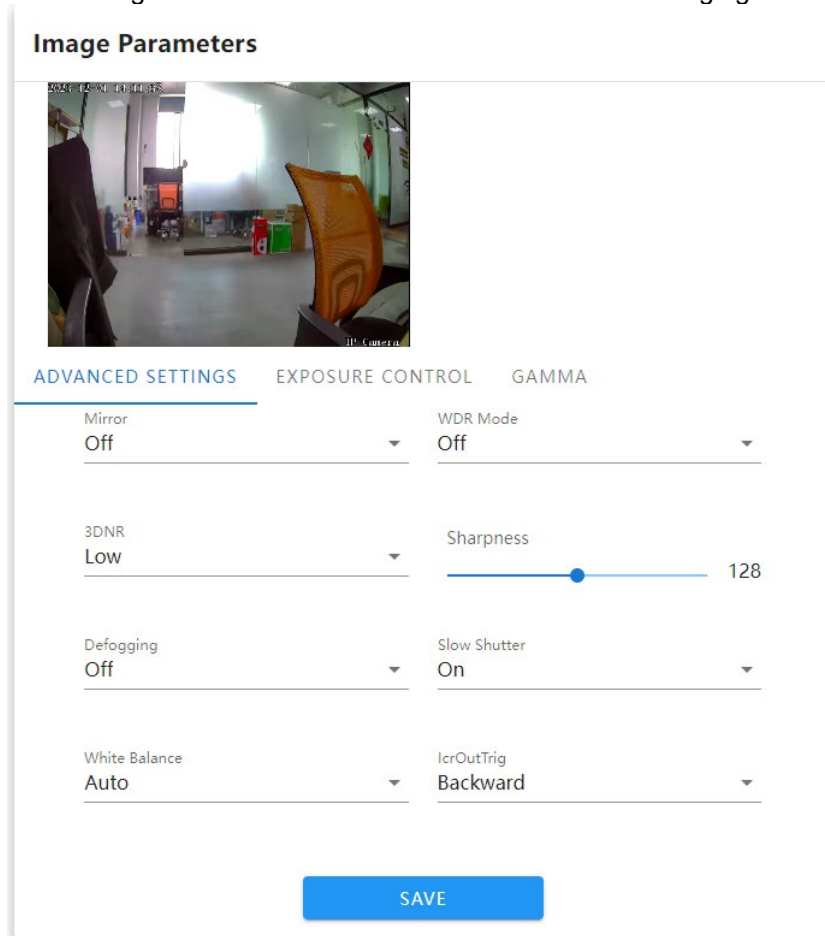 Image Parameters
IP Camera
ADVANCED SETTINGS EXPOSURE CONTROL GAMMA
Mirror WDR Mode
Off Off
3DNR Sharpness
Low 128
Defogging Slow Shutter
Off On
White Balance IcrOutTrig
Auto Backward
SAVE